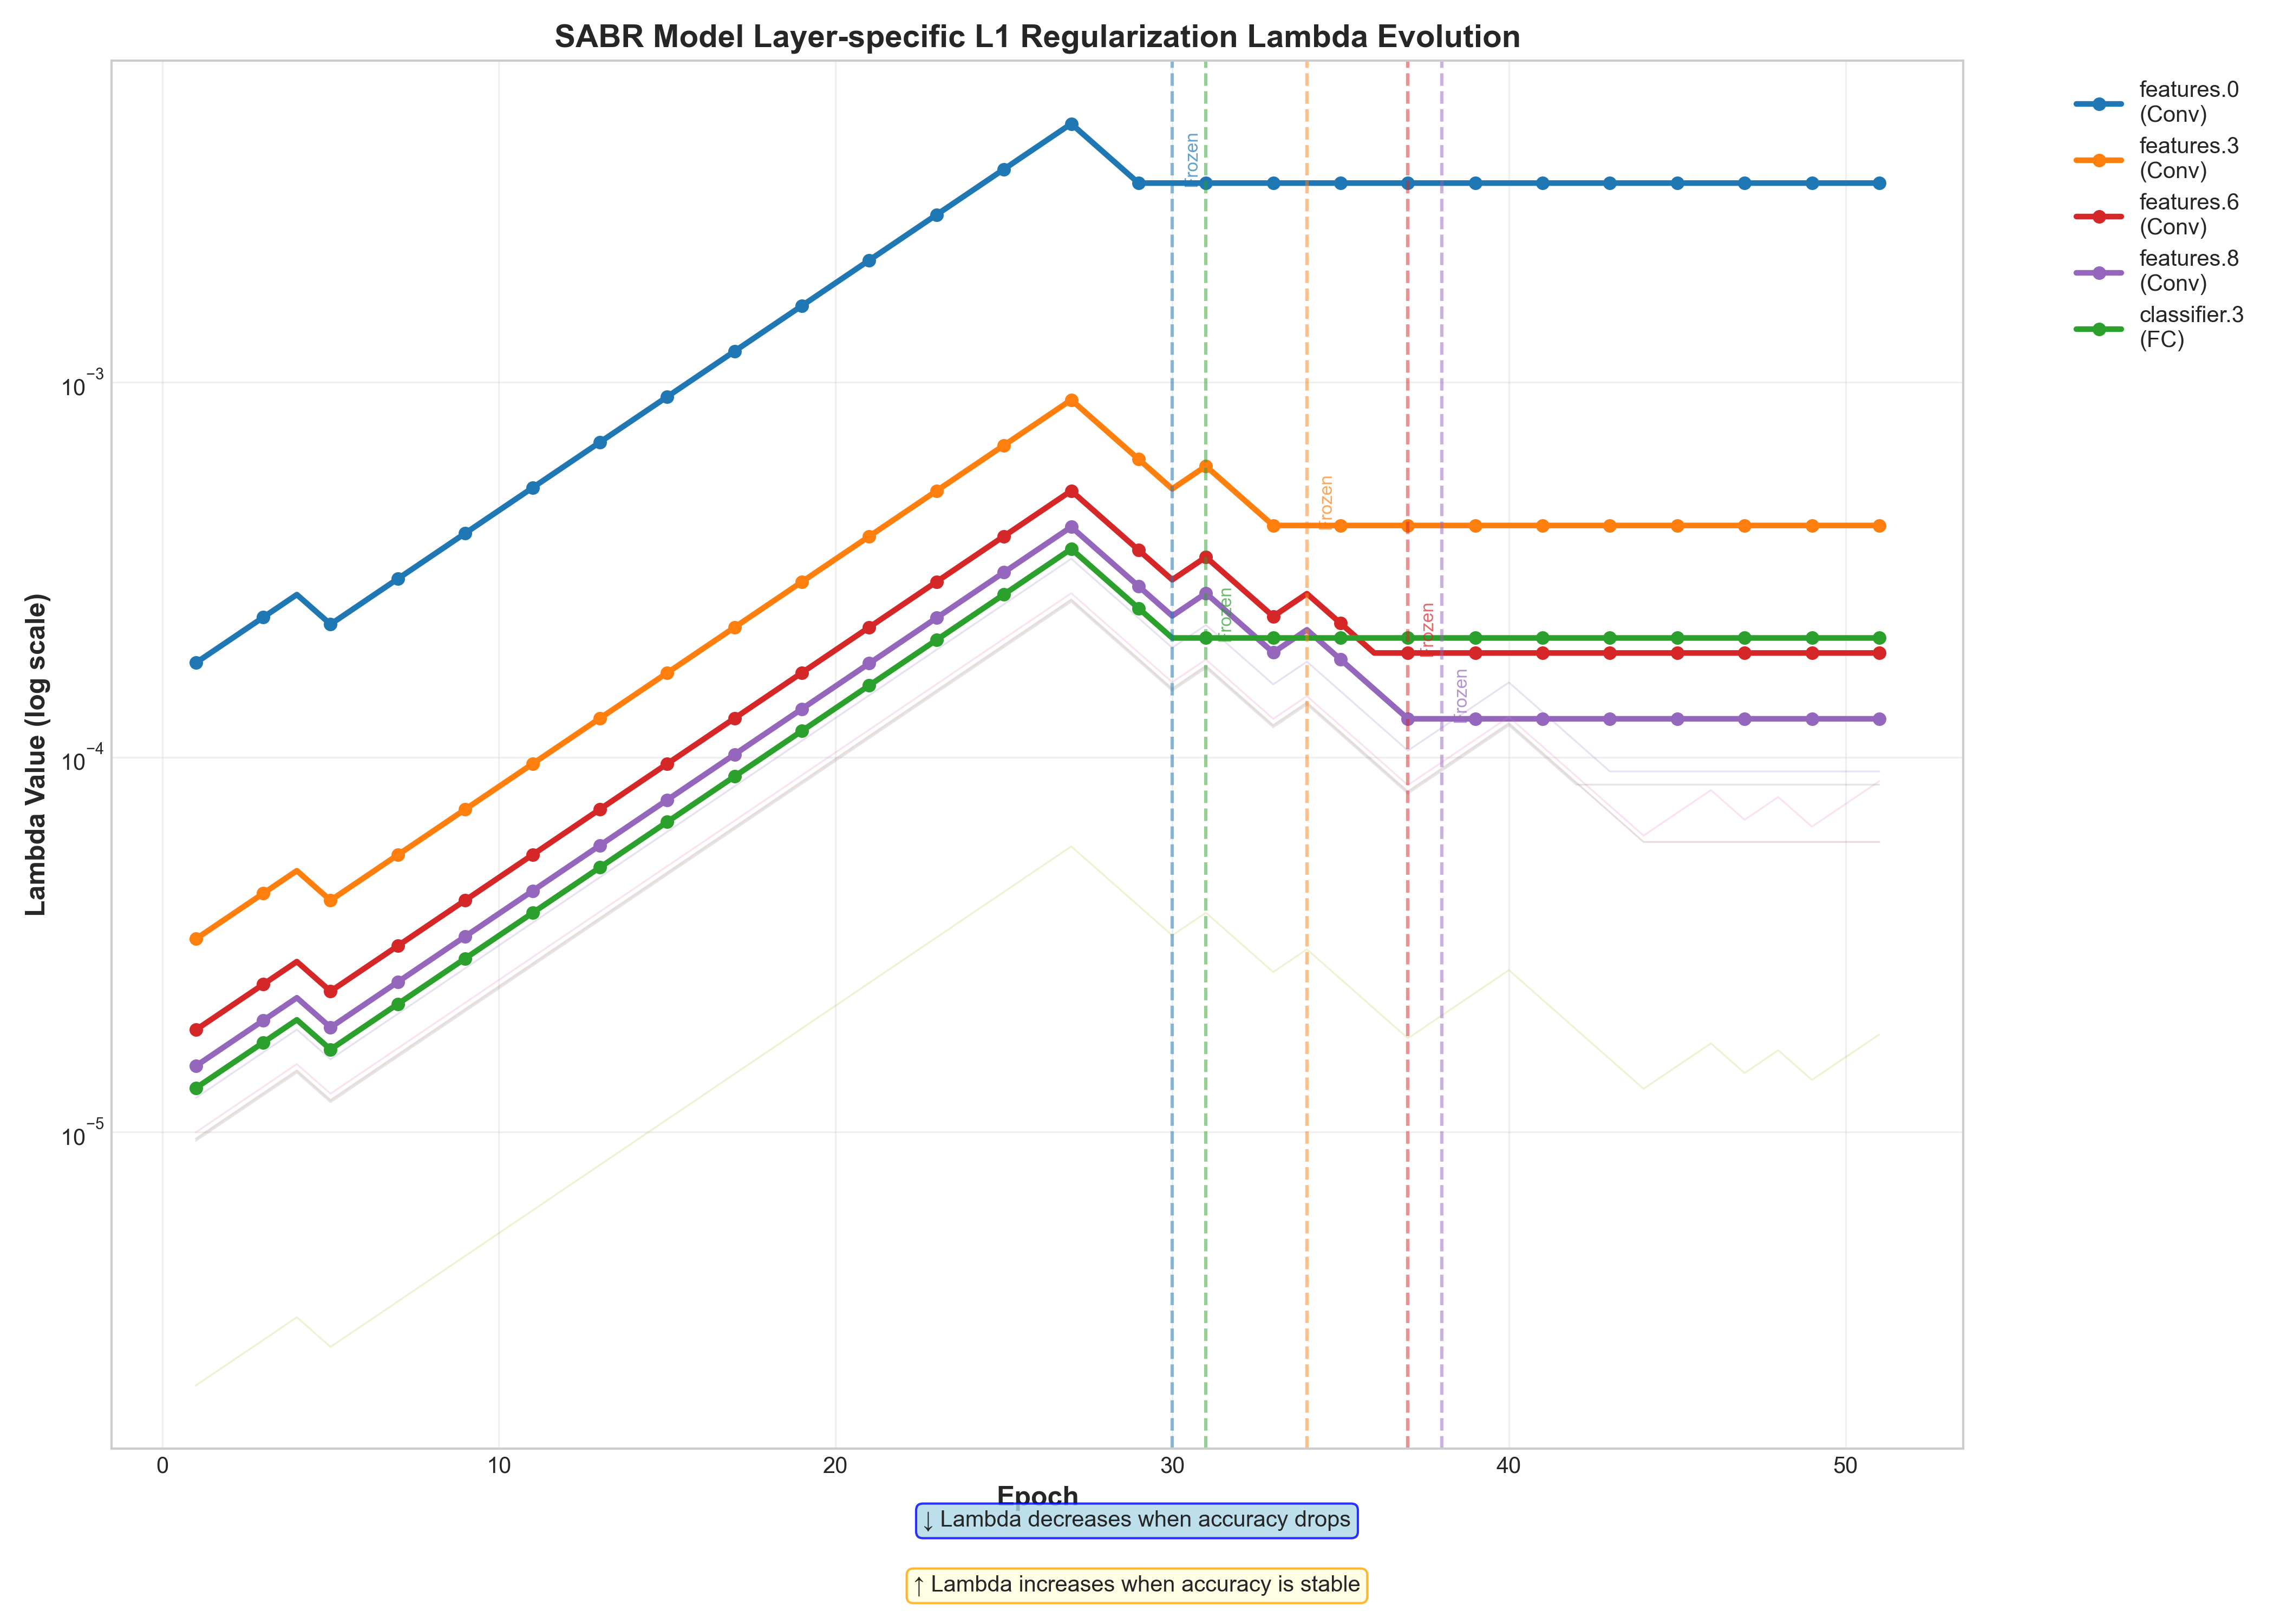 SABR Model Layer-specific L1 Regularization Lambda Evolution
features.0
(Conv)
features.3
(Conv)
features.6
(Conv)
features.8
(Conv)
classifier.3
(FC)
Lambda Value (log scale)
10⁻³
10⁻⁴
10⁻⁵
Frozen
Frozen
Frozen
Frozen
Frozen
0 10 20 30 40 50
Epoch
↓ Lambda decreases when accuracy drops
↑ Lambda increases when accuracy is stable